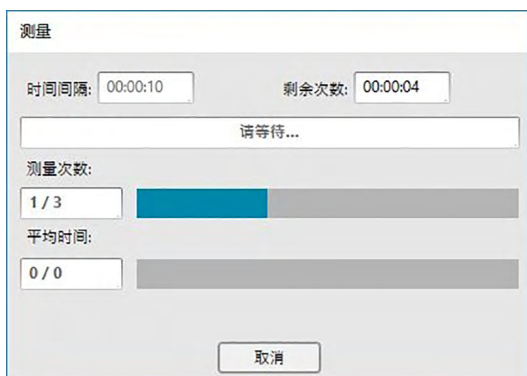 测量
时间间隔: 00:00:10 剩余次数: 00:00:04
请等待...
测量次数:
1 / 3
平均时间:
0 / 0
取消